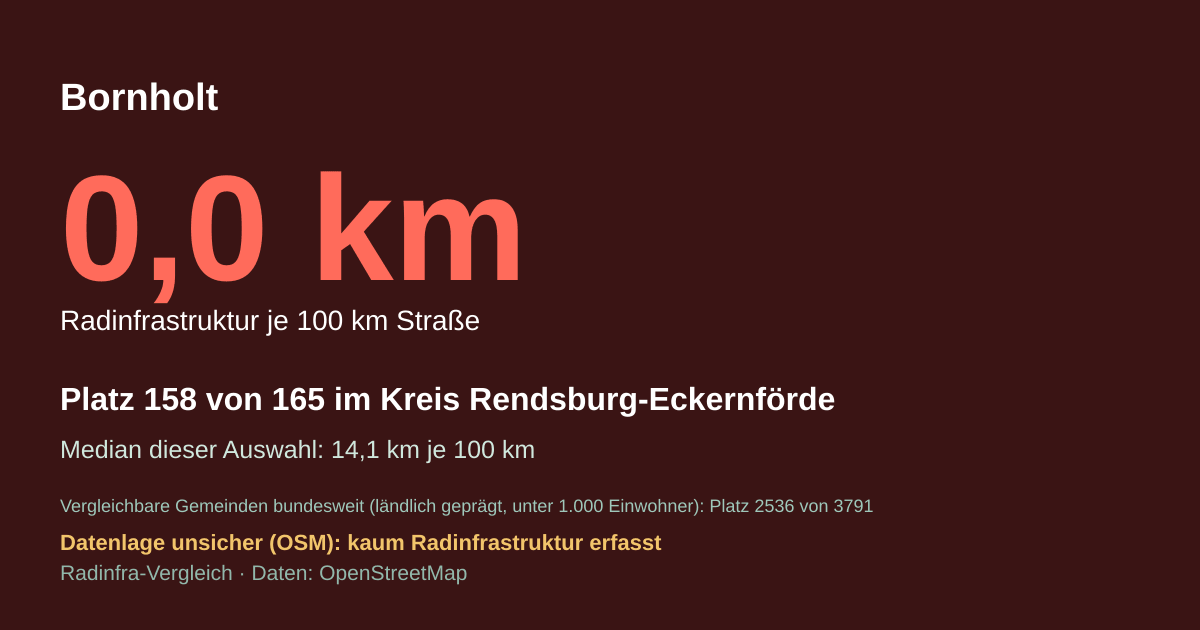 Bornholt
0,0 km
Radinfrastruktur je 100 km Straße
Platz 158 von 165 im Kreis Rendsburg-Eckernförde
Median dieser Auswahl: 14,1 km je 100 km
Vergleichbare Gemeinden bundesweit (ländlich geprägt, unter 1.000 Einwohner): Platz 2536 von 3791
Datenlage unsicher (OSM): kaum Radinfrastruktur erfasst
Radinfra-Vergleich · Daten: OpenStreetMap